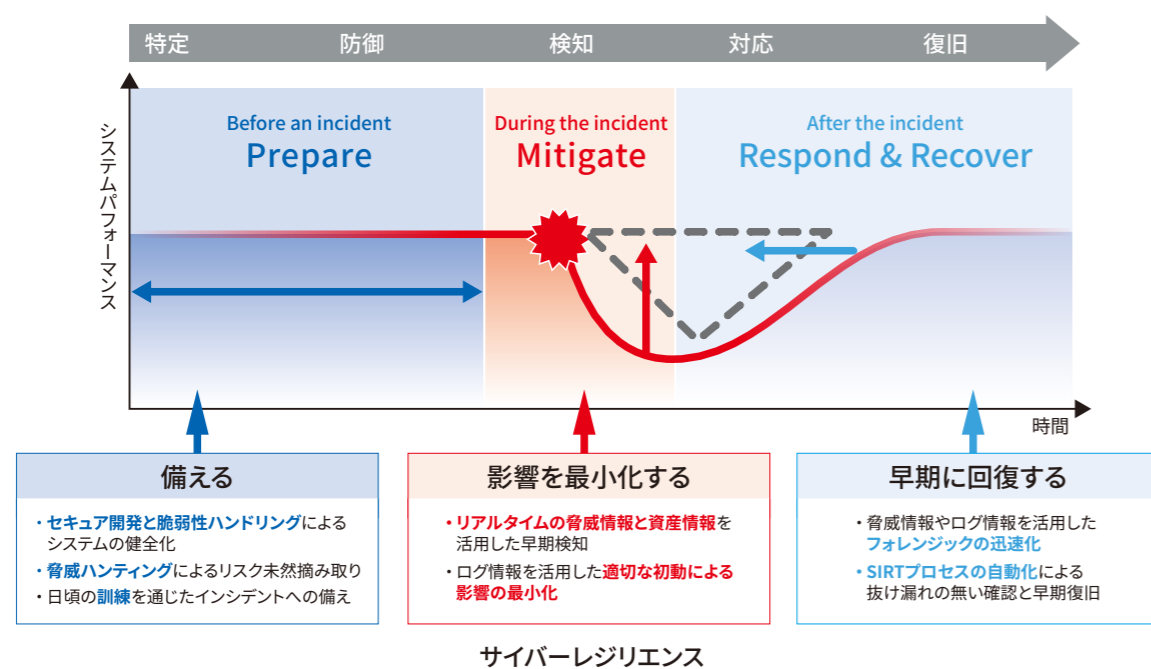 特定 防御 検知 対応 復旧
システムパフォーマンス
Before an incident
Prepare
During the incident
Mitigate
After the incident
Respond & Recover
時間
備える
・セキュア開発と脆弱性ハンドリングによる
システムの健全化
・脅威ハンティングによるリスク未然摘み取り
・日頃の訓練を通じたインシデントへの備え
影響を最小化する
・リアルタイムの脅威情報と資産情報を
活用した早期検知
・ログ情報を活用した適切な初動による
影響の最小化
早期に回復する
・脅威情報やログ情報を活用した
フォレンジックの迅速化
・SIRTプロセスの自動化による
抜け漏れの無い確認と早期復旧
サイバーレジリエンス